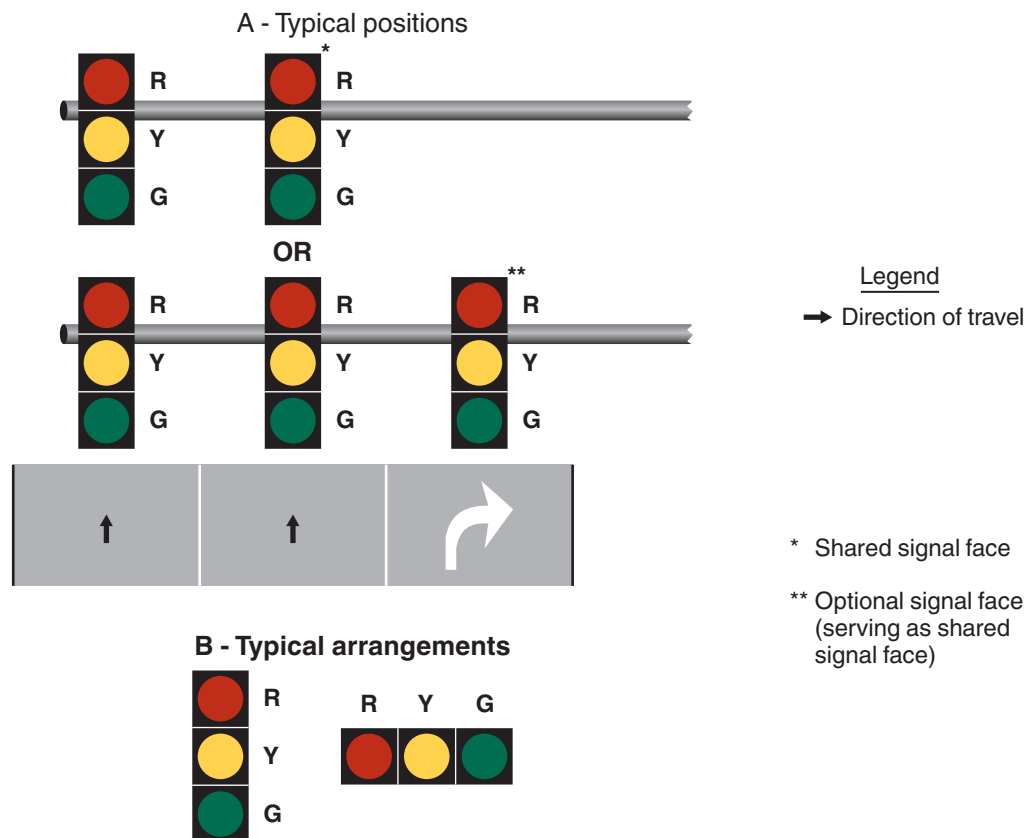 A - Typical positions
*
R R
Y Y
G G
OR
**
R R R
Y Y Y
G G G
Legend
Direction of travel
* Shared signal face
** Optional signal face
(serving as shared
signal face)
B - Typical arrangements
R
Y
G
R Y G